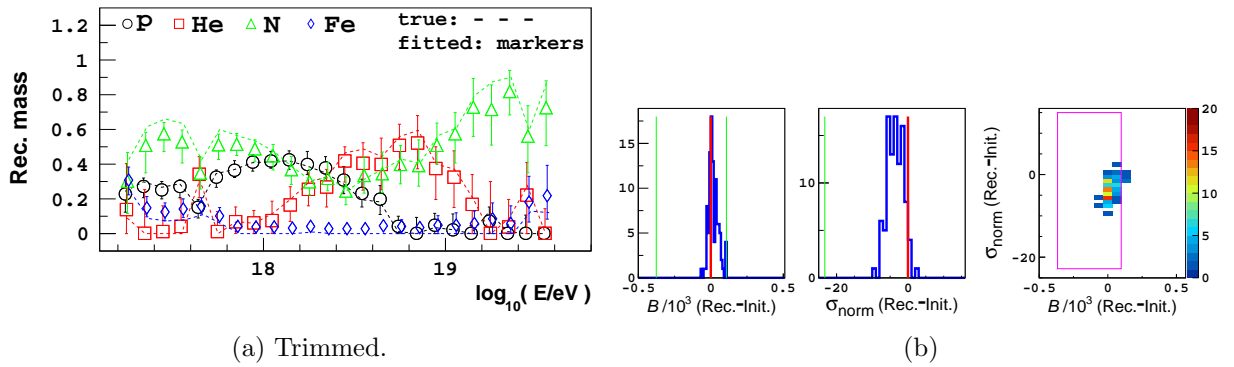 p He N Fe true: - - -
fitted: markers
Rec. mass
1.2
1
0.8
0.6
0.4
0.2
0
18 19
log10( E/eV )
(a) Trimmed.
15
10
5
0
−0.5 0 0.5
B /10^3 (Rec.−Init.)
10
0
−20 0
σnorm (Rec.−Init.)
σnorm (Rec.−Init.)
0
−20
−0.5 0 0.5
B /10^3 (Rec.−Init.)
20
15
10
5
0
(b)